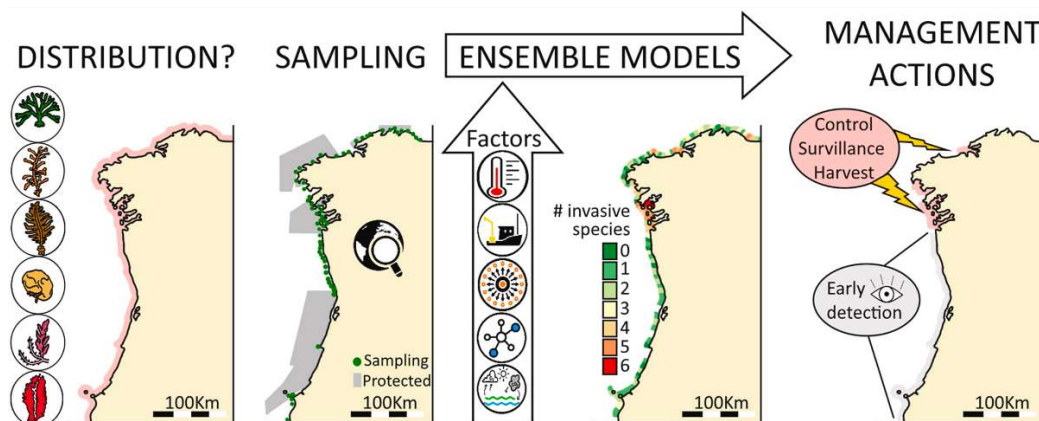 DISTRIBUTION?
SAMPLING
ENSEMBLE MODELS
MANAGEMENT
ACTIONS
Factors
Sampling
Protected
# invasive
species
0
1
2
3
4
5
6
Control
Survillance
Harvest
Early
detection
100Km
100Km
100Km
100Km